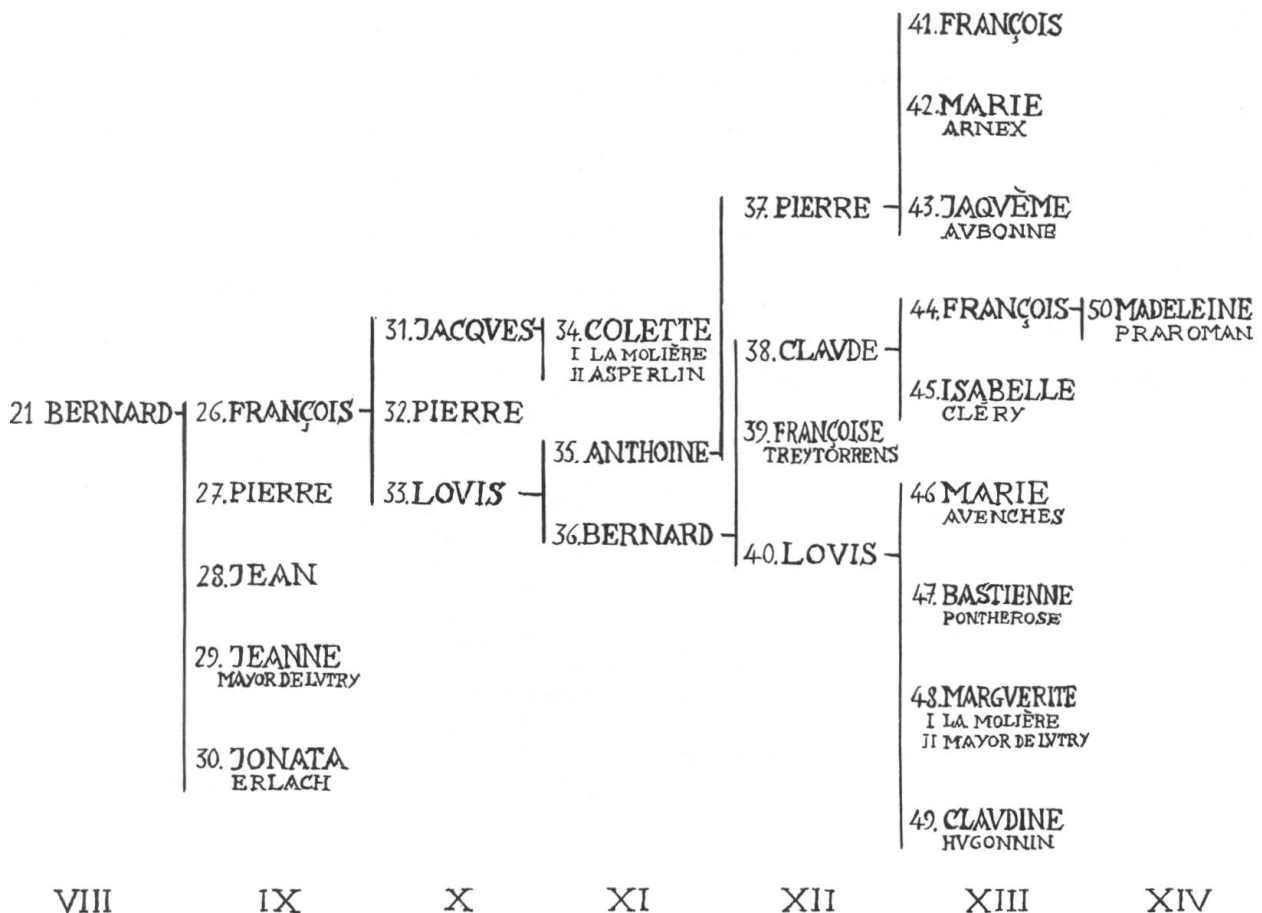 21 BERNARD
26. FRANÇOIS
27. PIERRE
28. JEAN
29. JEANNE
MAYOR DE LVTRY
30. JONATA
ERLACH
31. JACQVES
32. PIERRE
33. LOVIS
34. COLETTE
I LA MOLIÈRE
II ASPERLIN
35. ANTHOINE
36. BERNARD
37. PIERRE
38. CLAVDE
39. FRANÇOISE
TREYTORRENS
40. LOVIS
41. FRANÇOIS
42. MARIE
ARNEX
43. JAQVÈME
AVBONNE
44. FRANÇOIS
45. ISABELLE
CLÉRY
46 MARIE
AVENCHES
47. BASTIENNE
PONTHEROSE
48. MARGVERITE
I LA MOLIÈRE
II MAYOR DE LVTRY
49. CLAVDINE
HVGONNIN
50 MADELEINE
PRAROMAN
VIII IX X XI XII XIII XIV